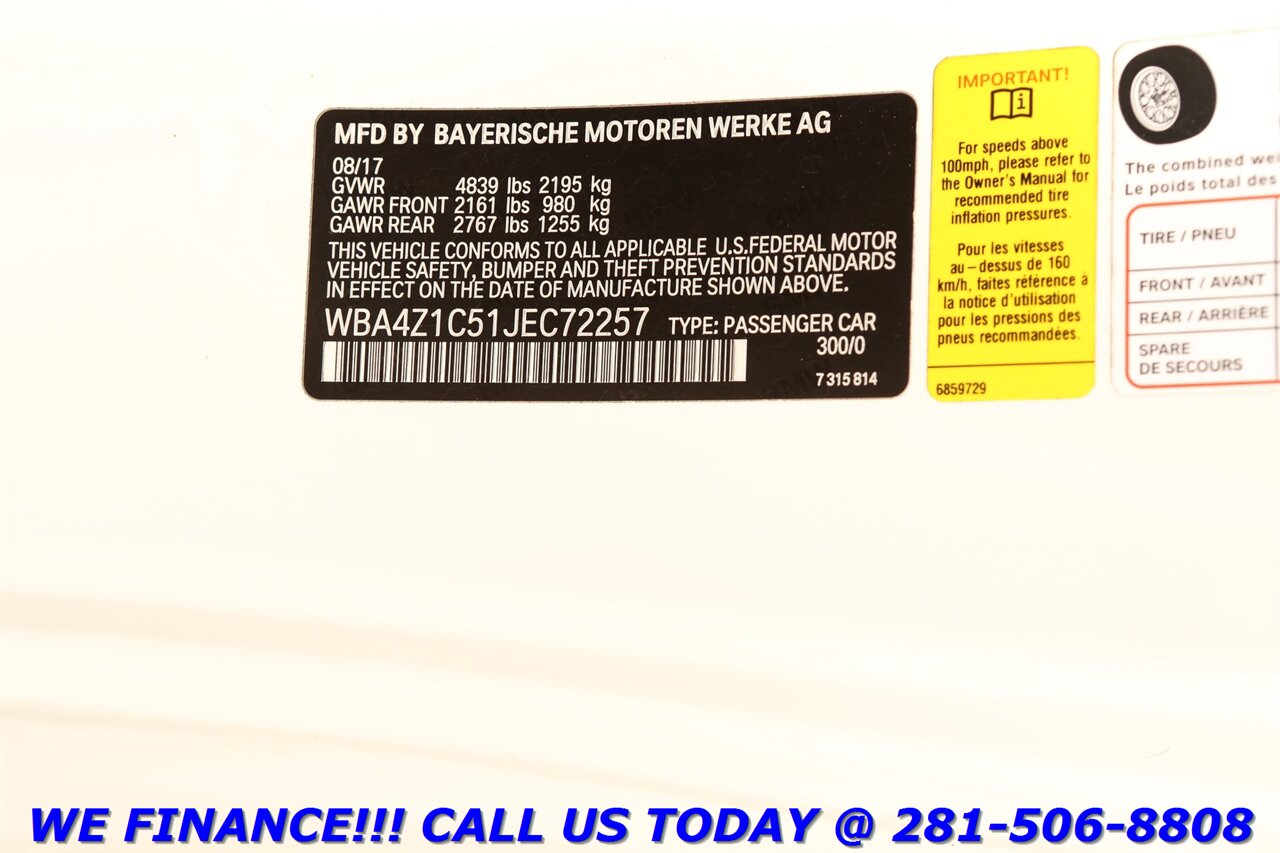 MFD BY BAYERISCHE MOTOREN WERKE AG
08/17
GVWR 4839 lbs 2195 kg
GAWR FRONT 2161 lbs 980 kg
GAWR REAR 2767 lbs 1255 kg
THIS VEHICLE CONFORMS TO ALL APPLICABLE U.S.FEDERAL MOTOR
VEHICLE SAFETY, BUMPER AND THEFT PREVENTION STANDARDS
IN EFFECT ON THE DATE OF MANUFACTURE SHOWN ABOVE.
WBA4Z1C51JEC72257 TYPE: PASSENGER CAR
300/0
7 315 814
IMPORTANT!
For speeds above
100mph, please refer to
the Owner's Manual for
recommended tire
inflation pressures.
Pour les vitesses
au-dessus de 160
km/h, faites référence à
la notice d'utilisation
pour les pressions des
pneus recommandées.
6859729
The combined
Le poids total des
TIRE / PNEU
FRONT / AVANT
REAR / ARRIÈRE
SPARE
DE SECOURS
WE FINANCE!!! CALL US TODAY @ 281-506-8808